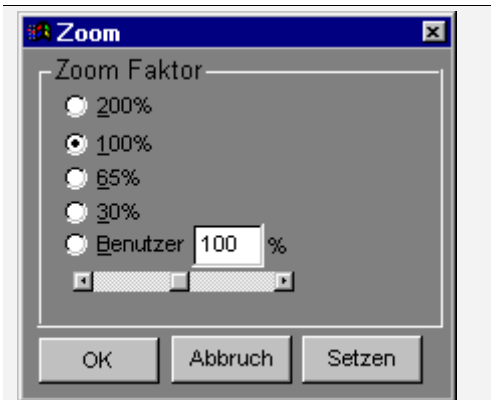 Zoom
Zoom Faktor
200%
100%
65%
30%
Benutzer 100 %
OK Abbruch Setzen